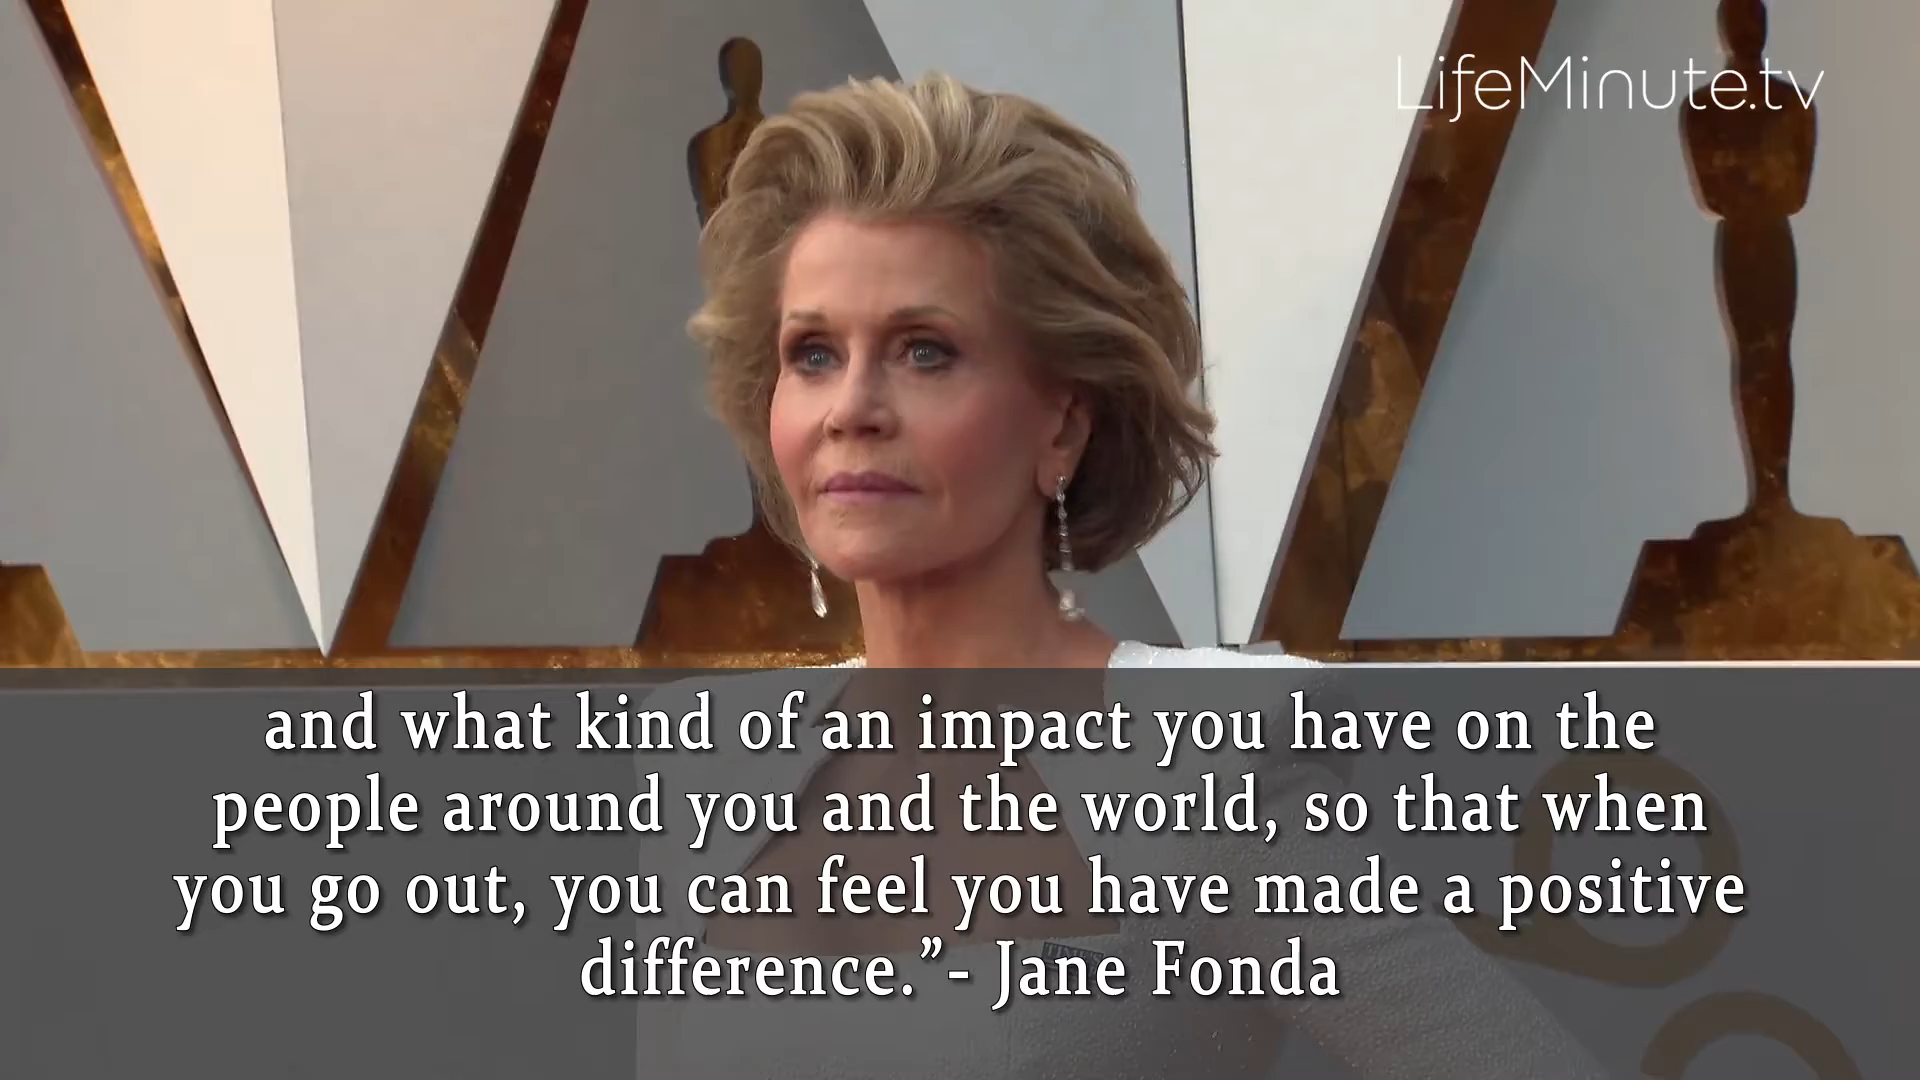 LifeMinute.tv
and what kind of an impact you have on the
people around you and the world, so that when
you go out, you can feel you have made a positive
difference.”- Jane Fonda
TIME'S